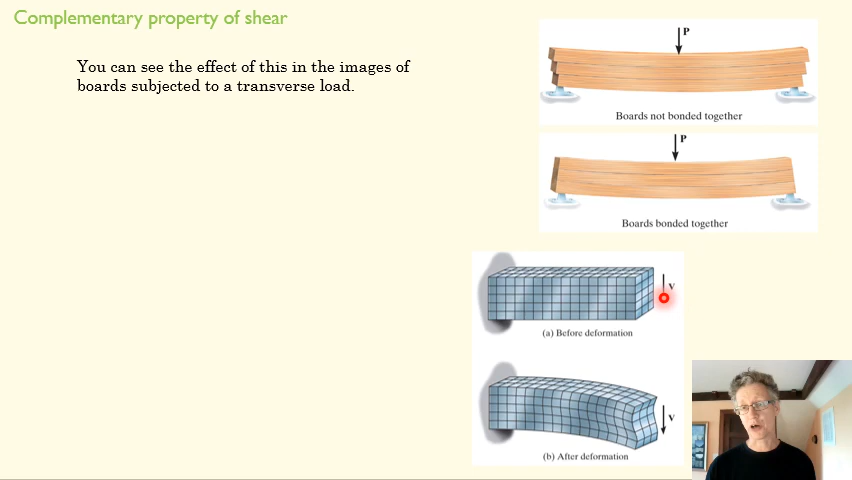 Complementary property of shear
You can see the effect of this in the images of
boards subjected to a transverse load.
P
Boards not bonded together
P
Boards bonded together
V
(a) Before deformation
V
(b) After deformation